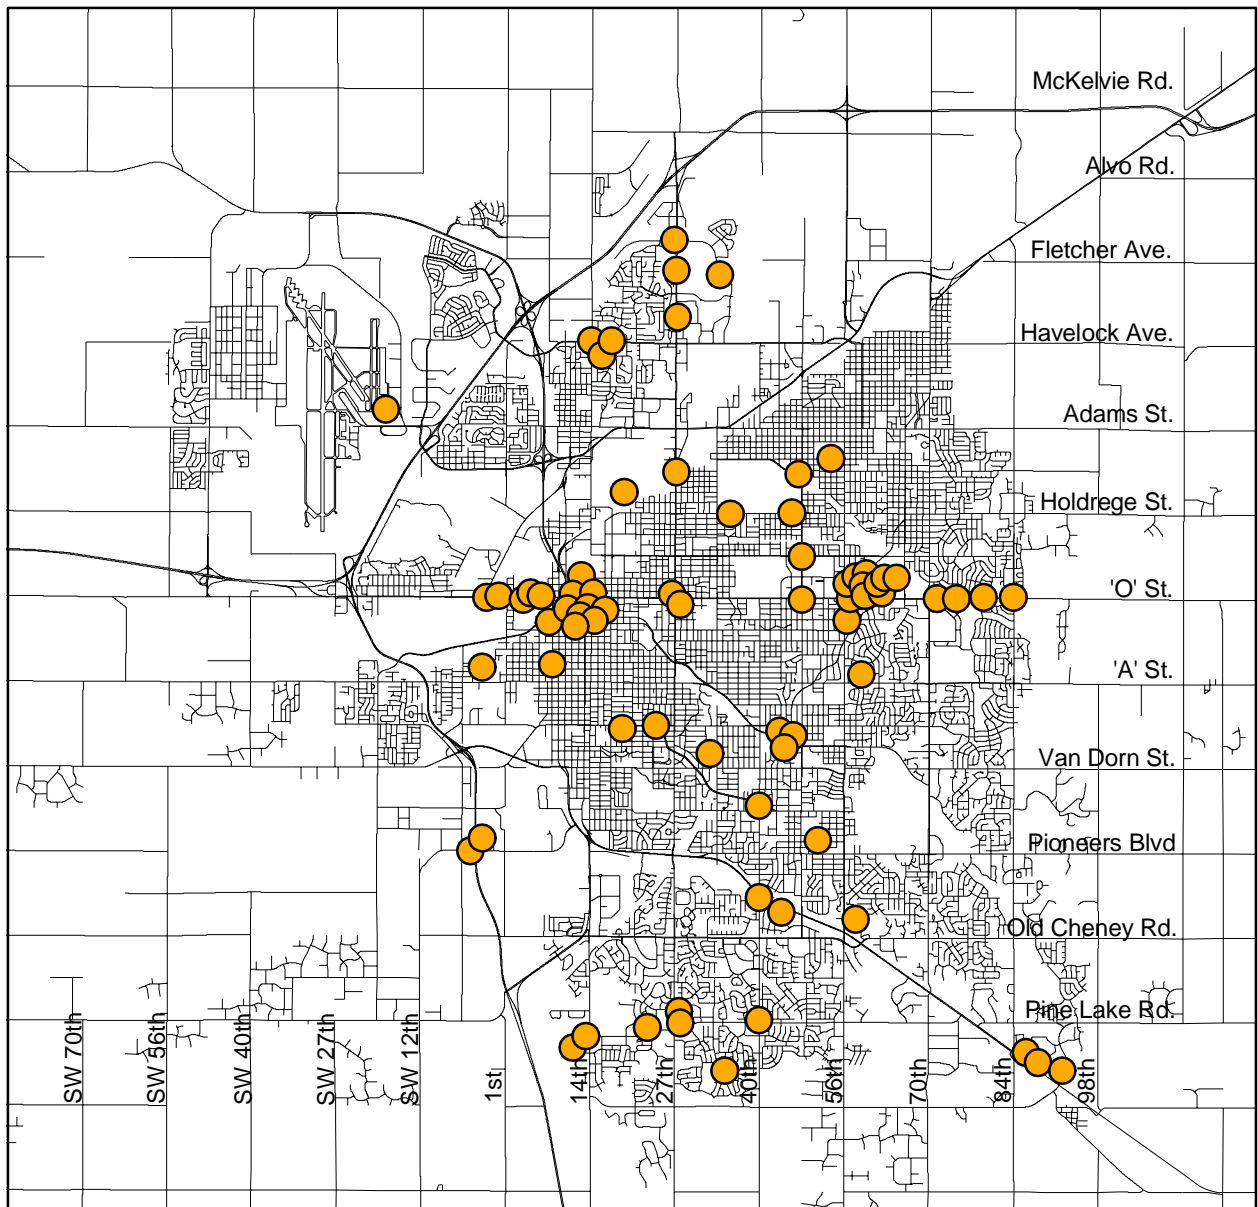 McKelvie Rd.
Alvo Rd.
Fletcher Ave.
Havelock Ave.
Adams St.
Holdrege St.
'O' St.
'A' St.
Van Dorn St.
Pioneers Blvd
Old Cheney Rd.
Pine Lake Rd.
SW 70th
SW 56th
SW 40th
SW 27th
SW 12th
1st
14th
27th
40th
56th
70th
84th
98th